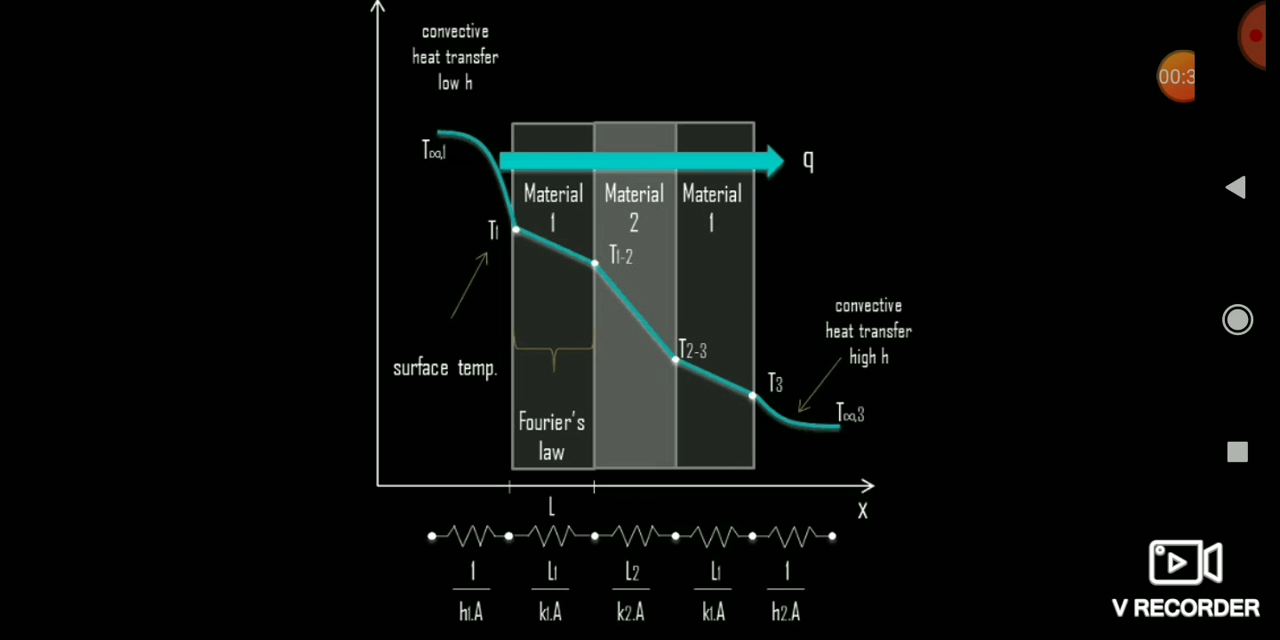 convective
heat transfer
low h
00:3
T∞,1
q
Material
1
Material
2
Material
1
T1
T1-2
convective
heat transfer
high h
T2-3
surface temp.
T3
T∞,3
Fourier's
law
L
X
1
h1.A
L1
k1.A
L2
k2.A
L1
k1.A
1
h2.A
V RECORDER